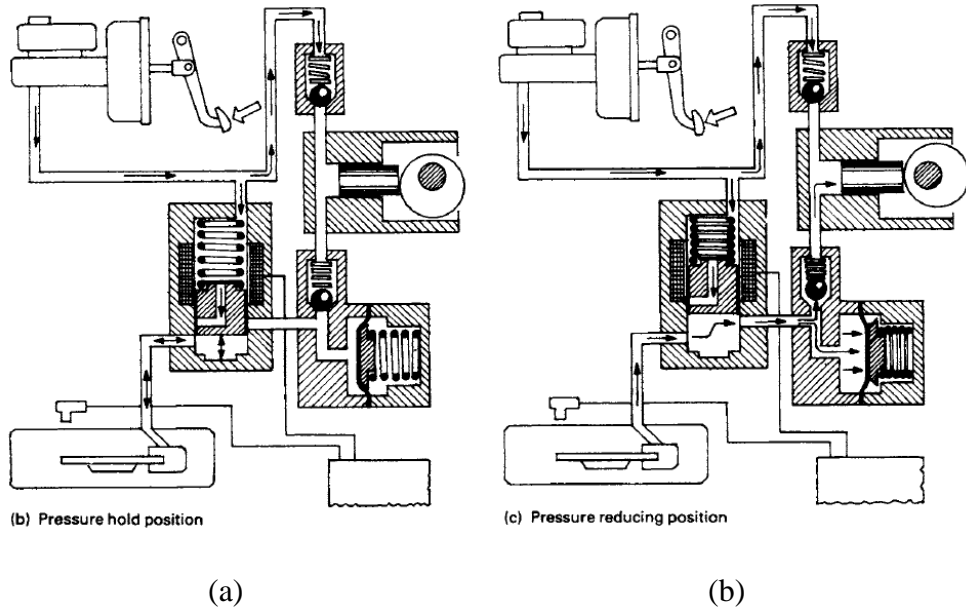 (b) Pressure hold position
(c) Pressure reducing position
(a)
(b)